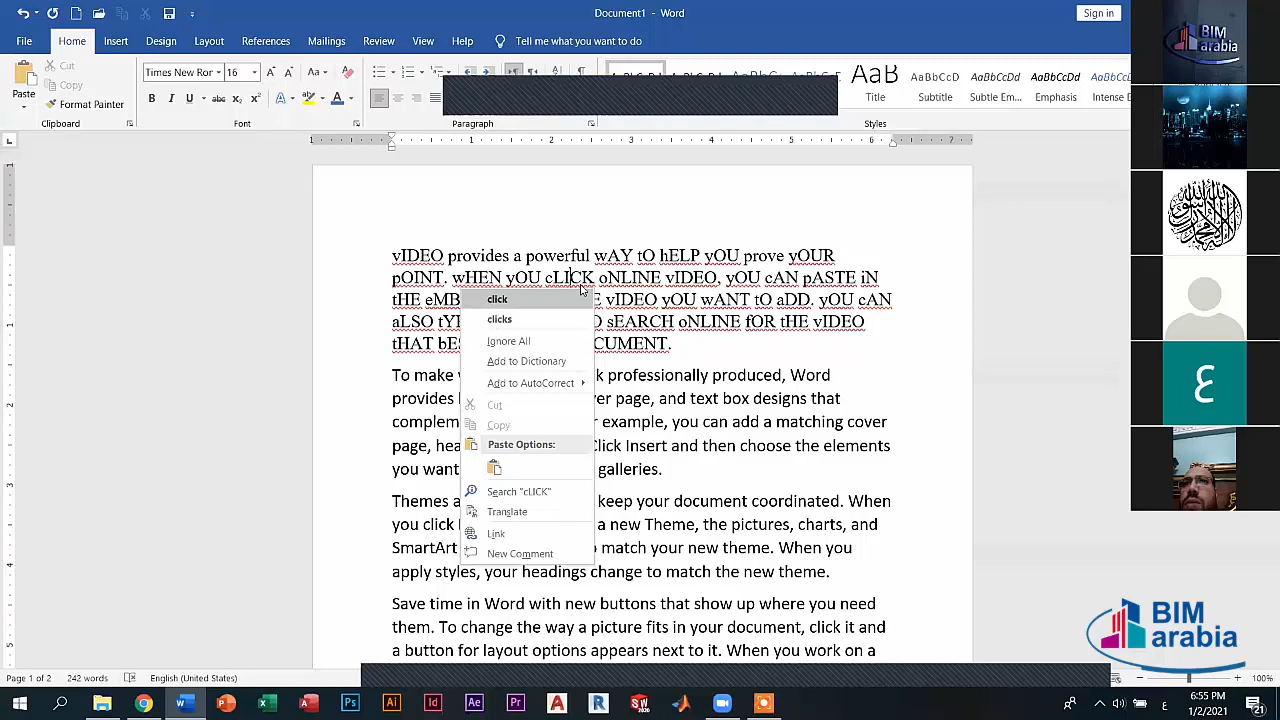 Document1 - Word
Sign in
File Home Insert Design Layout References Mailings Review View Help Tell me what you want to do
Cut
Copy
Paste
Format Painter
Clipboard
Times New Ror 16
Font
Paragraph
AaB AaBbCcD AaBbCcDd AaBbCcDd AaBbCcDd
Title Subtitle Subtle Em... Emphasis Intense E
Styles
1 1 2 3 4 5 6 7
vIDEO provides a powerful wAY tO hELP yOU prove yOUR
pOINT. wHEN yOU cLICK oNLINE vIDEO, yOU cAN pASTE iN
tHE eMB E vIDEO yOU wANT tO aDD. yOU cAN
aLSO tY O sEARCH oNLINE fOR tHE vIDEO
tHAT bE CUMENT.
click
clicks
Ignore All
Add to Dictionary
Add to AutoCorrect
Cut
Copy
Paste Options:
Search "cLICK"
Translate
Link
New Comment
To make k professionally produced, Word
provides er page, and text box designs that
complem r example, you can add a matching cover
page, hea Click Insert and then choose the elements
you want galleries.
Themes a keep your document coordinated. When
you click a new Theme, the pictures, charts, and
SmartArt o match your new theme. When you
apply styles, your headings change to match the new theme.
Save time in Word with new buttons that show up where you need
them. To change the way a picture fits in your document, click it and
a button for layout options appears next to it. When you work on a
BIM
arabia
ع
BIM
arabia
Page 1 of 2 242 words English (United States) 100%
6:55 PM
1/2/2021
21